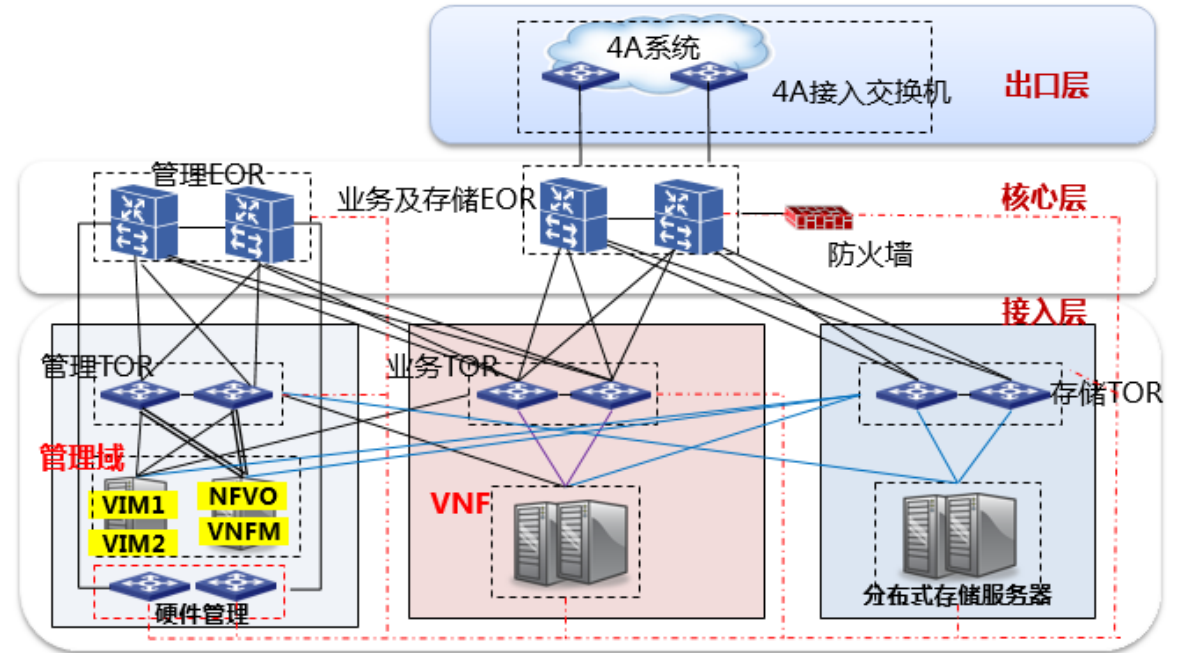 4A系统
4A接入交换机
出口层
管理EOR
业务及存储EOR
核心层
防火墙
接入层
管理TOR
业务TOR
存储TOR
管理域
VIM1
NFVO
VIM2
VNFM
VNF
硬件管理
分布式存储服务器